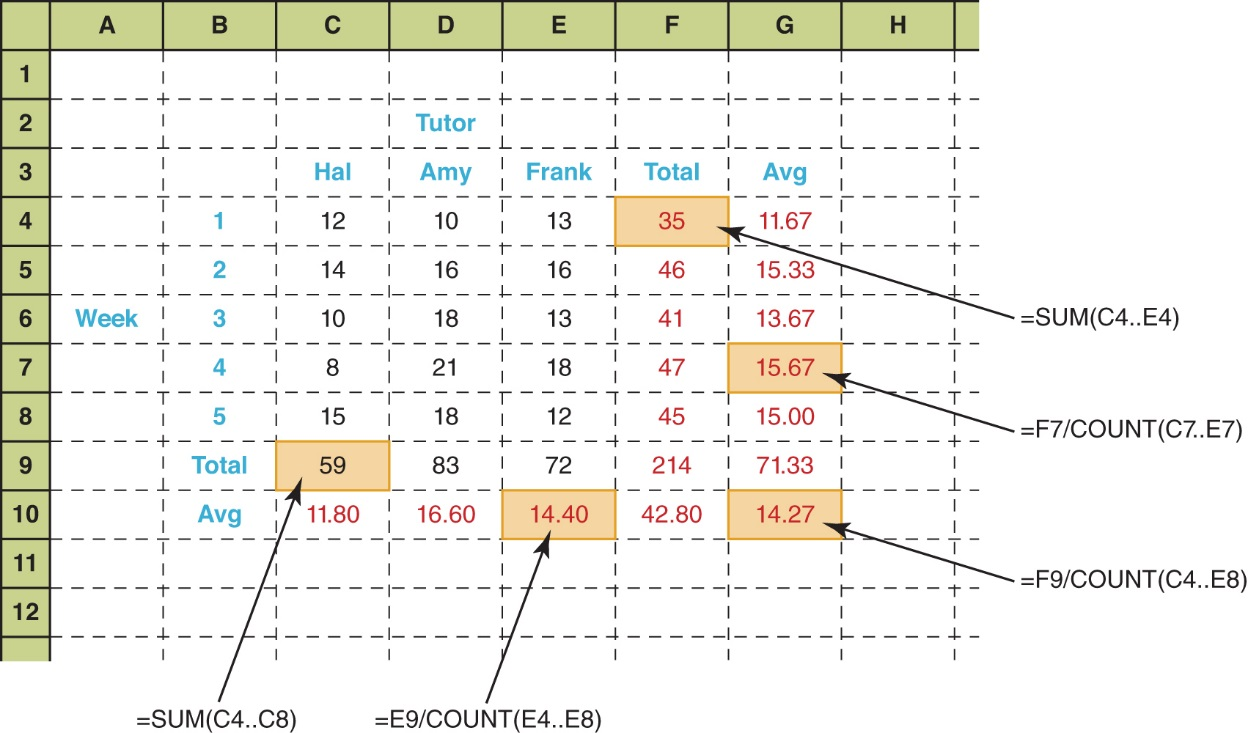 A B C D E F G H
1
2 Tutor
3 Hal Amy Frank Total Avg
4 1 12 10 13 35 11.67
5 2 14 16 16 46 15.33
6 Week 3 10 18 13 41 13.67 =SUM(C4..E4)
7 4 8 21 18 47 15.67
8 5 15 18 12 45 15.00 =F7/COUNT(C7..E7)
9 Total 59 83 72 214 71.33
10 Avg 11.80 16.60 14.40 42.80 14.27
11 =F9/COUNT(C4..E8)
12
=SUM(C4..C8) =E9/COUNT(E4..E8)